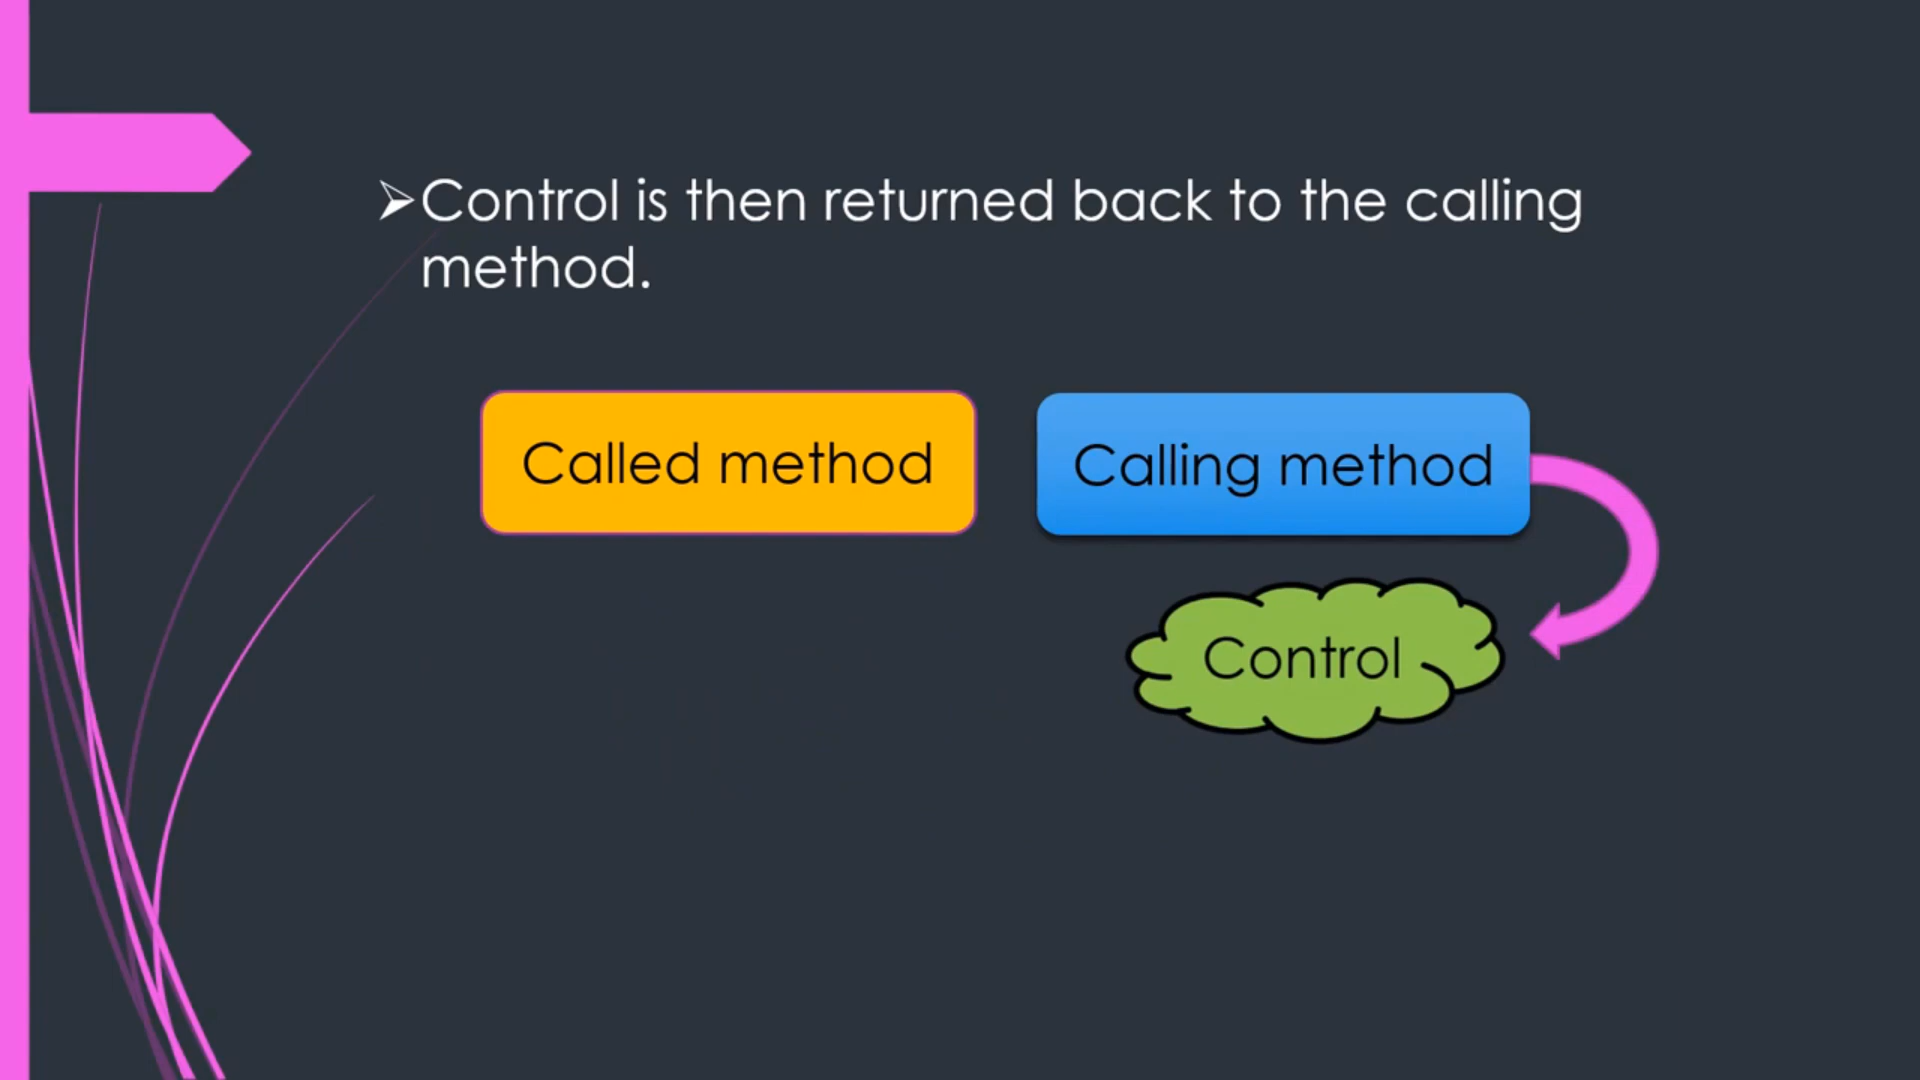 ➢Control is then returned back to the calling
method.
Called method
Calling method
Control